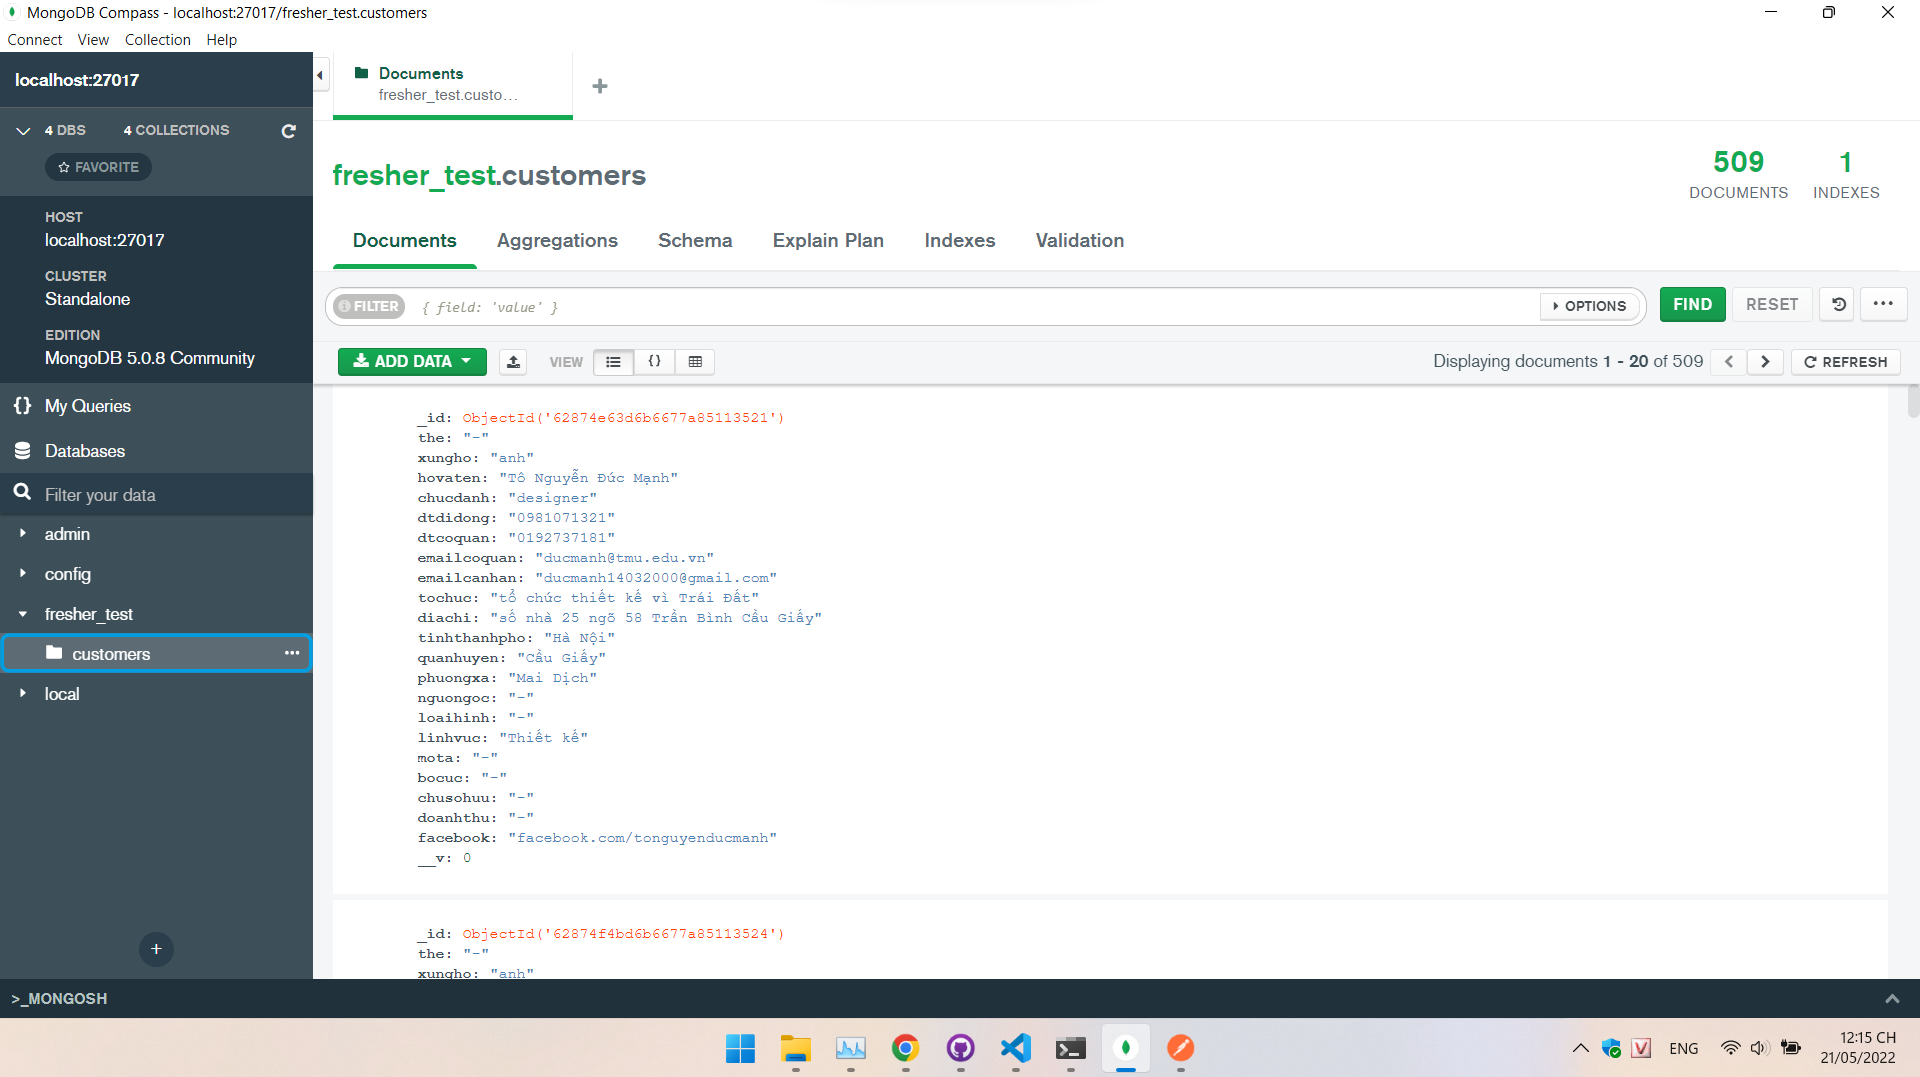 MongoDB Compass - localhost:27017/fresher_test.customers
Connect View Collection Help
localhost:27017
4 DBS 4 COLLECTIONS
FAVORITE
HOST
localhost:27017
CLUSTER
Standalone
EDITION
MongoDB 5.0.8 Community
{} My Queries
Databases
Filter your data
admin
config
fresher_test
customers
local
Documents
fresher_test.custo...
fresher_test.customers
509
DOCUMENTS
1
INDEXES
Documents Aggregations Schema Explain Plan Indexes Validation
FILTER { field: 'value' } OPTIONS FIND RESET
ADD DATA VIEW {} Displaying documents 1 - 20 of 509 REFRESH
_id: ObjectId('62874e63d6b6677a85113521')
the: "-"
xungho: "anh"
hovaten: "Tô Nguyễn Đức Mạnh"
chucdanh: "designer"
dtdidong: "0981071321"
dtcoquan: "0192737181"
emailcoquan: "ducmanh@tmu.edu.vn"
emailcanhan: "ducmanh14032000@gmail.com"
tochuc: "tổ chức thiết kế vì Trái Đất"
diachi: "số nhà 25 ngõ 58 Trần Bình Cầu Giấy"
tinhthanhpho: "Hà Nội"
quanhuyen: "Cầu Giấy"
phuongxa: "Mai Dịch"
nguongoc: "-"
loaihinh: "-"
linhvuc: "Thiết kế"
mota: "-"
bocuc: "-"
chusohuu: "-"
doanhthu: "-"
facebook: "facebook.com/tonguyenducmanh"
__v: 0
_id: ObjectId('62874f4bd6b6677a85113524')
the: "-"
xungho: "anh"
>_MONGOSH
ENG
12:15 CH
21/05/2022